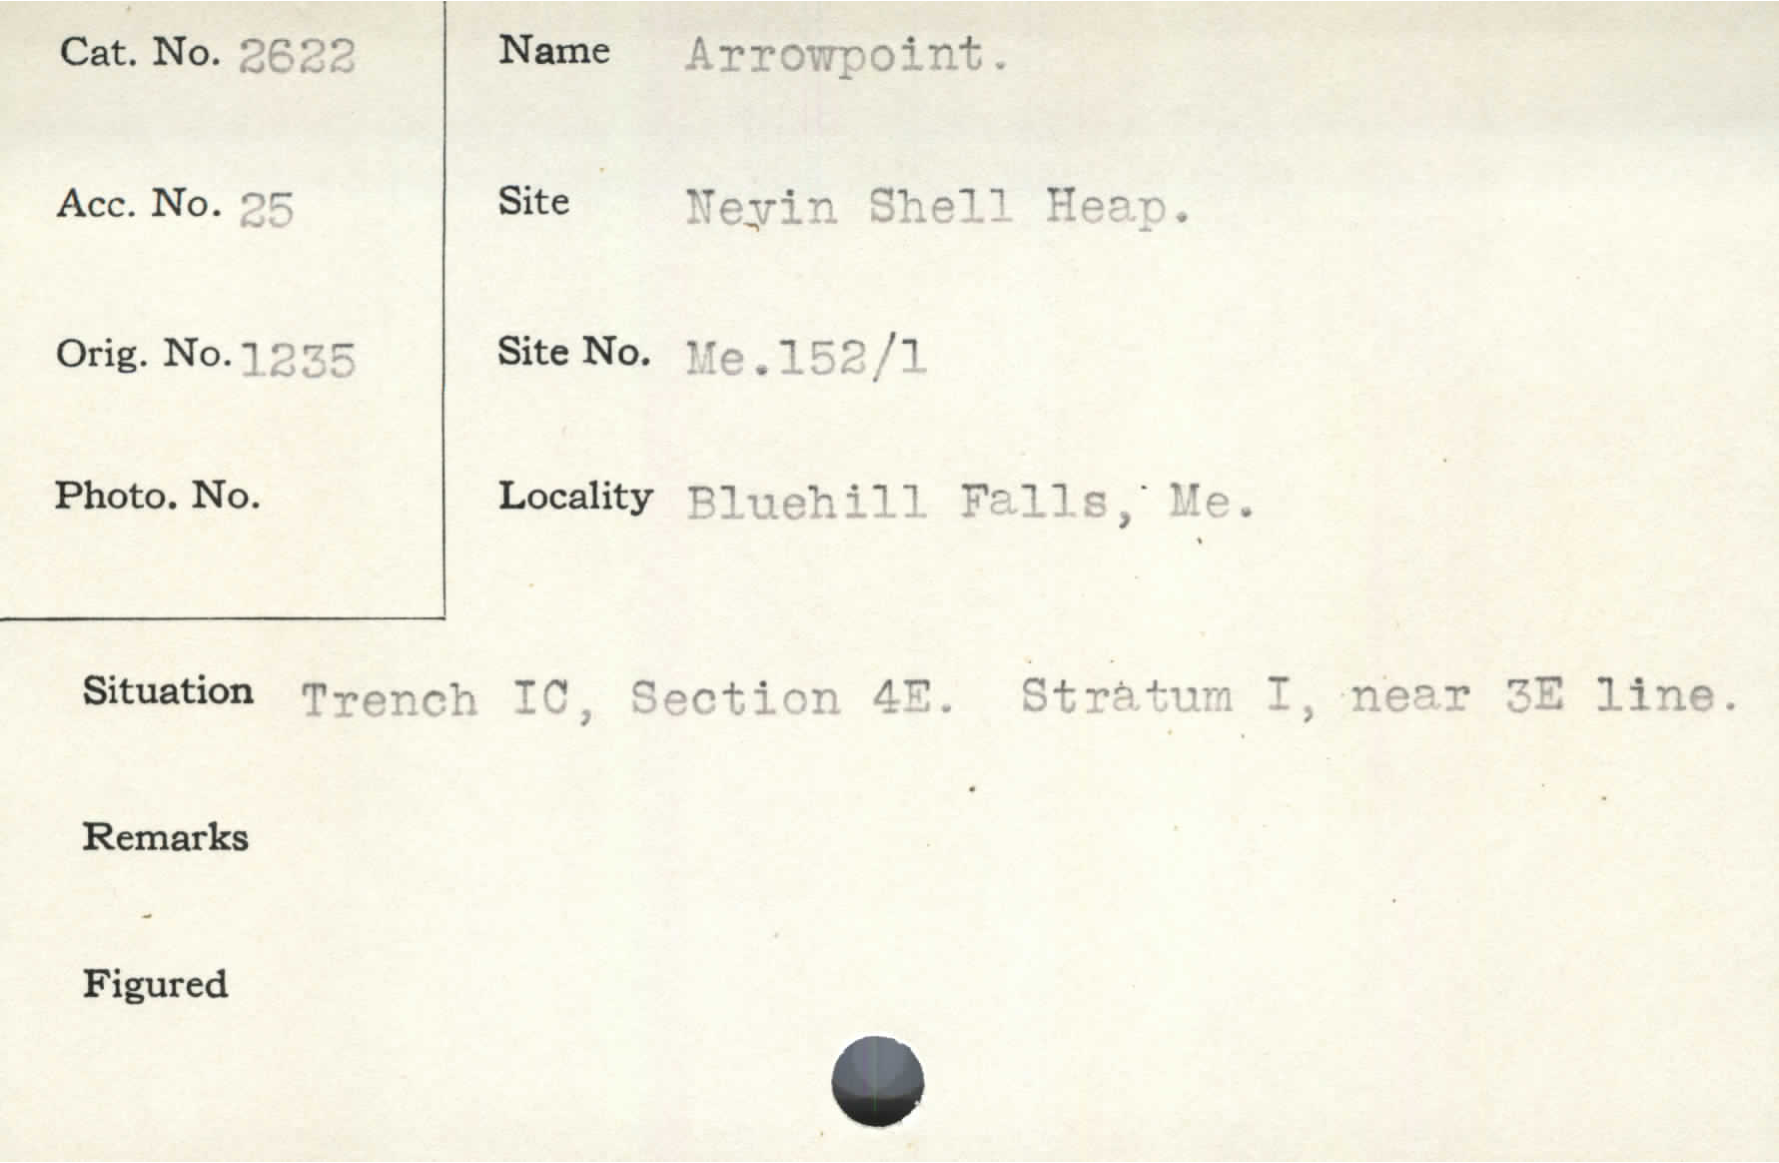 Cat. No. 2622
Name Arrowpoint.
Acc. No. 25
Site Nevin Shell Heap.
Orig. No. 1235
Site No. Me.152/1
Photo. No.
Locality Bluehill Falls, Me.
Situation Trench IC, Section 4E. Stratum I, near 3E line.
Remarks
Figured